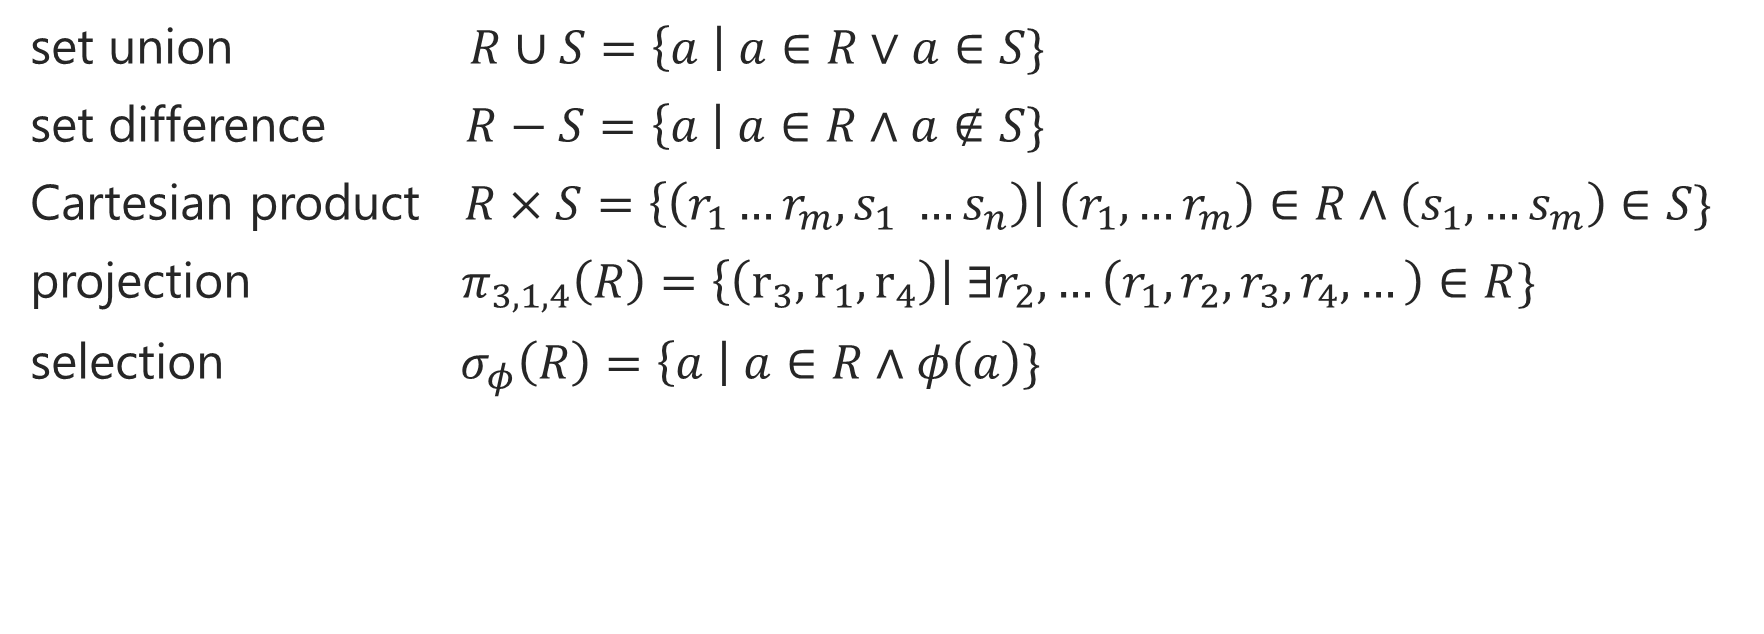 set union R ∪ S = {a | a ∈ R ∨ a ∈ S}
set difference R − S = {a | a ∈ R ∧ a ∉ S}
Cartesian product R × S = {(r₁ … rₘ, s₁ … sₙ)| (r₁, … rₘ) ∈ R ∧ (s₁, … sₘ) ∈ S}
projection π₃,₁,₄(R) = {(r₃, r₁, r₄)| ∃r₂, … (r₁, r₂, r₃, r₄, … ) ∈ R}
selection σ_ϕ(R) = {a | a ∈ R ∧ ϕ(a)}